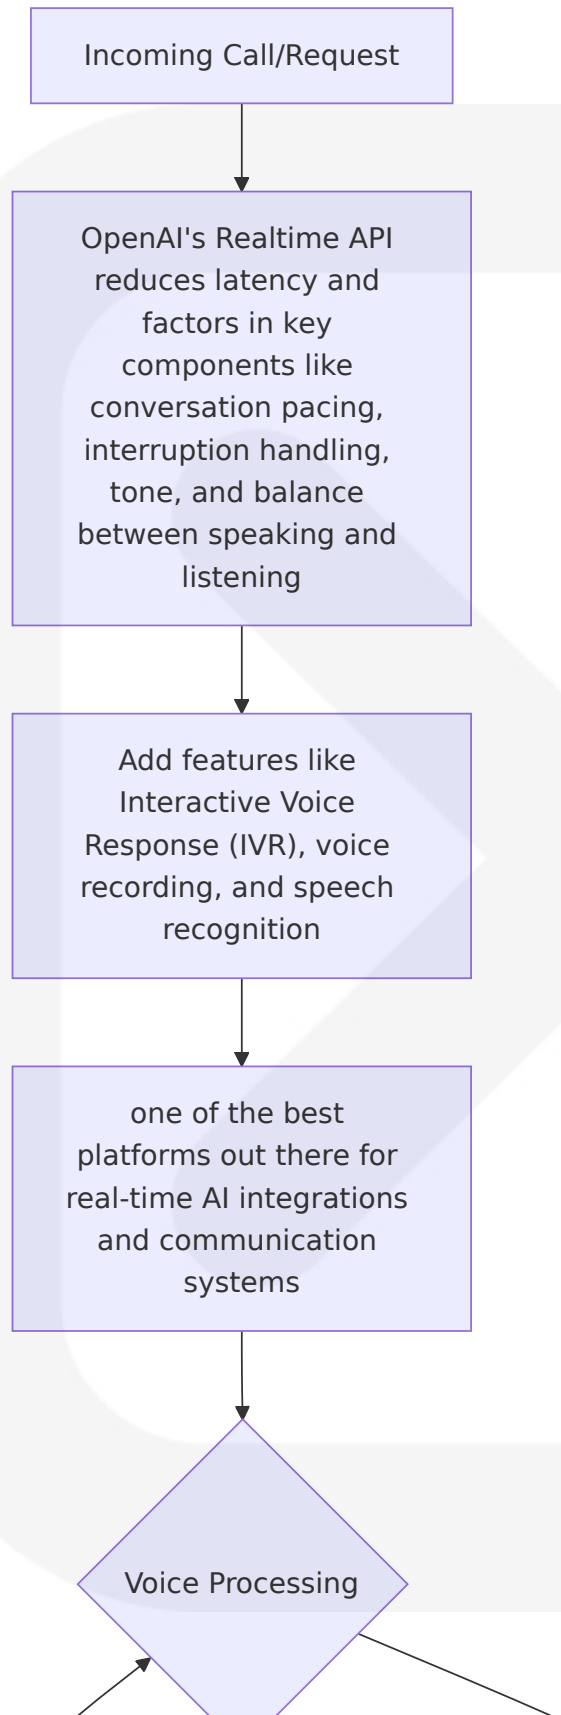 Incoming Call/Request
OpenAI's Realtime API
reduces latency and
factors in key
components like
conversation pacing,
interruption handling,
tone, and balance
between speaking and
listening
Add features like
Interactive Voice
Response (IVR), voice
recording, and speech
recognition
one of the best
platforms out there for
real-time AI integrations
and communication
systems
Voice Processing